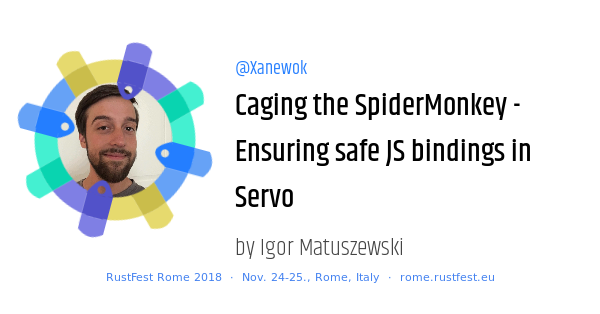 @Xanewok
Caging the SpiderMonkey -
Ensuring safe JS bindings in
Servo
by Igor Matuszewski
RustFest Rome 2018 · Nov. 24-25., Rome, Italy · rome.rustfest.eu